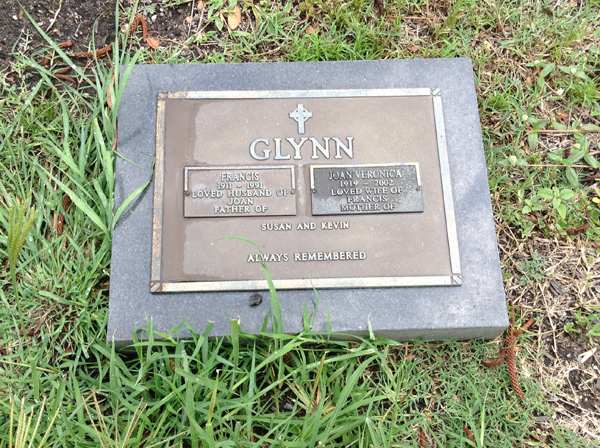 GLYNN
FRANCIS
1911 - 1991
LOVED HUSBAND OF
JOAN
FATHER OF
JOAN VERONICA
1919 - 2002
LOVED WIFE OF
FRANCIS
MOTHER OF
SUSAN AND KEVIN
ALWAYS REMEMBERED